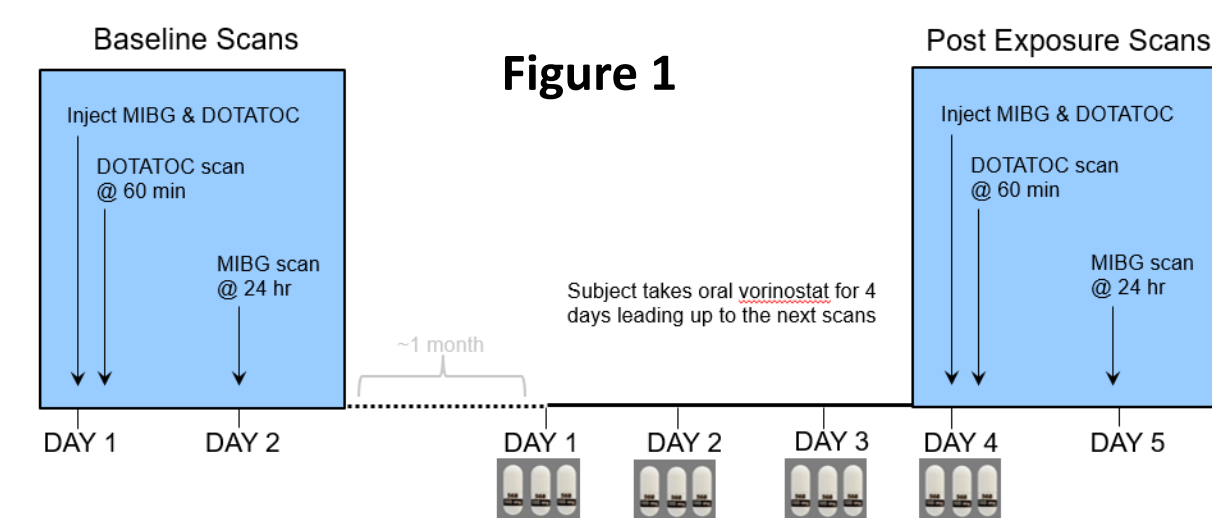 Baseline Scans
Figure 1
Post Exposure Scans
Inject MIBG & DOTATOC
DOTATOC scan
@ 60 min
MIBG scan
@ 24 hr
~1 month
Subject takes oral vorinostat for 4
days leading up to the next scans
Inject MIBG & DOTATOC
DOTATOC scan
@ 60 min
MIBG scan
@ 24 hr
DAY 1
DAY 2
DAY 1
DAY 2
DAY 3
DAY 4
DAY 5